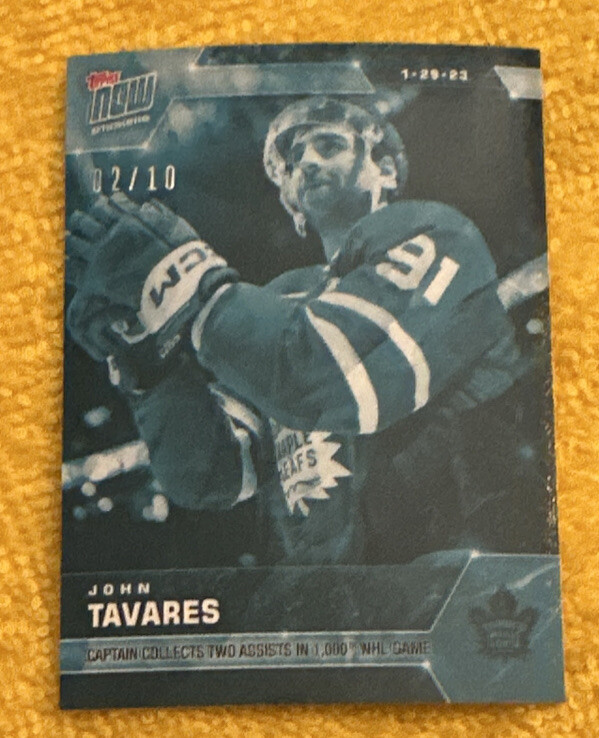 topps
now
STICKERS
1-29-23
02/10
91
CCM
MAPLE
LEAFS
JOHN
TAVARES
CAPTAIN COLLECTS TWO ASSISTS IN 1,000TH NHL GAME